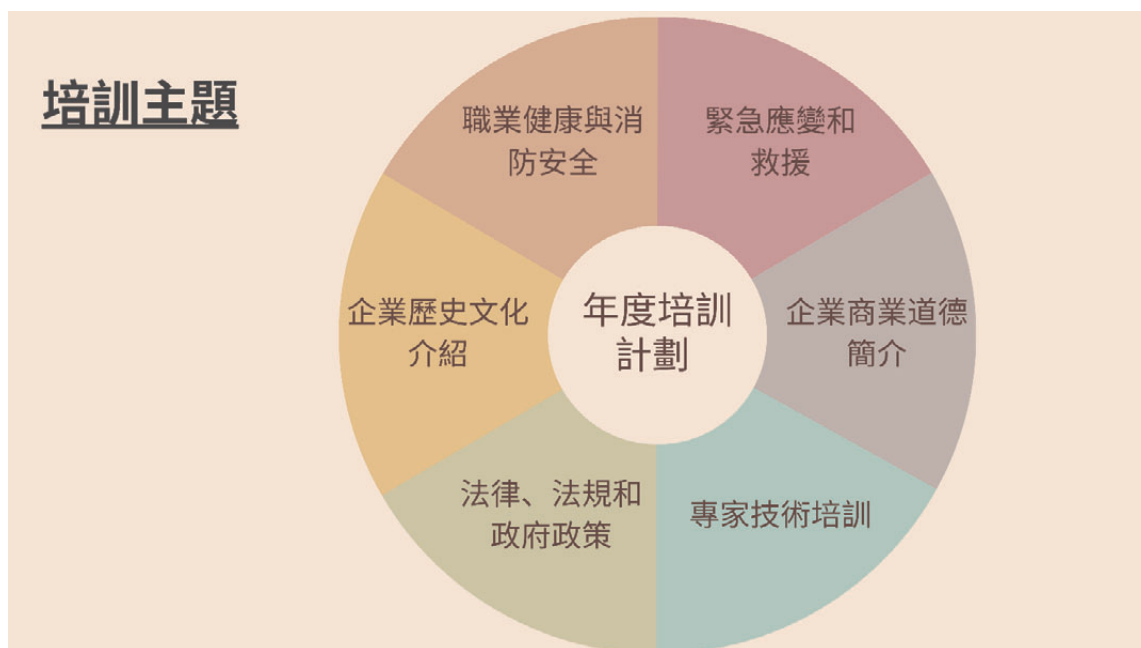 培訓主題
職業健康與消
防安全
緊急應變和
救援
企業歷史文化
介紹
年度培訓
計劃
企業商業道德
簡介
法律、法規和
政府政策
專家技術培訓